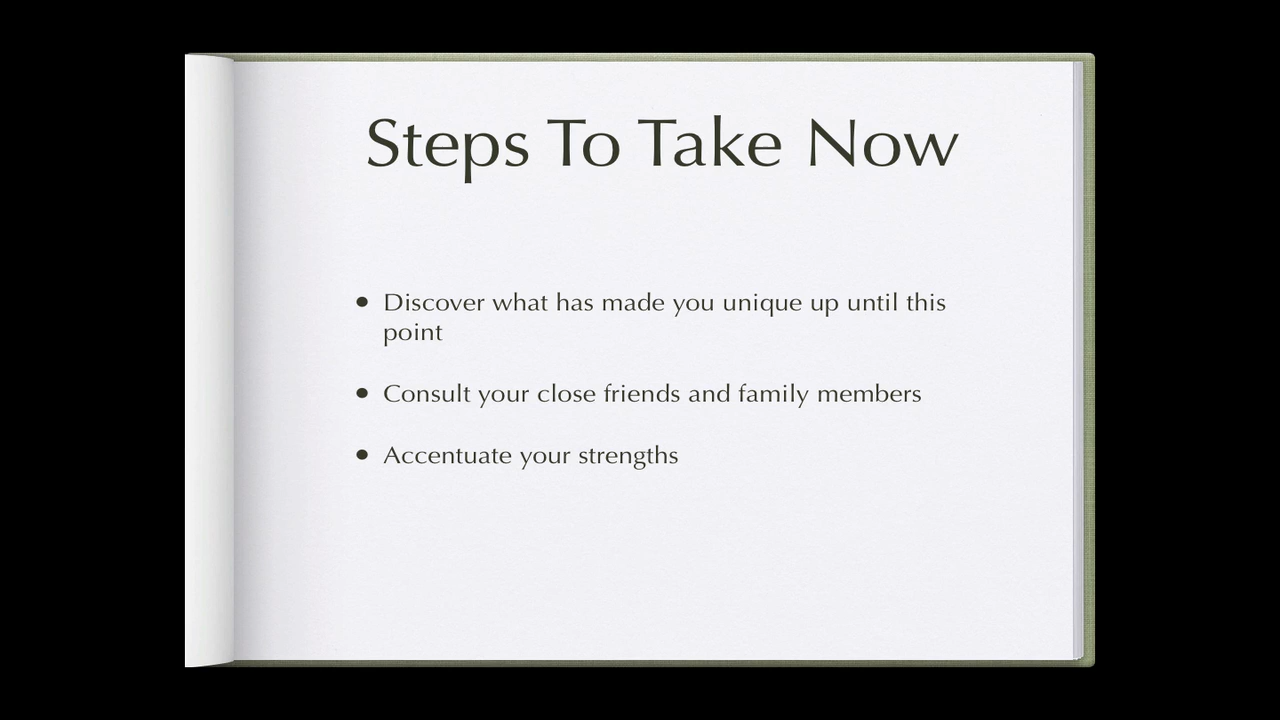 Steps To Take Now
• Discover what has made you unique up until this
point
• Consult your close friends and family members
• Accentuate your strengths